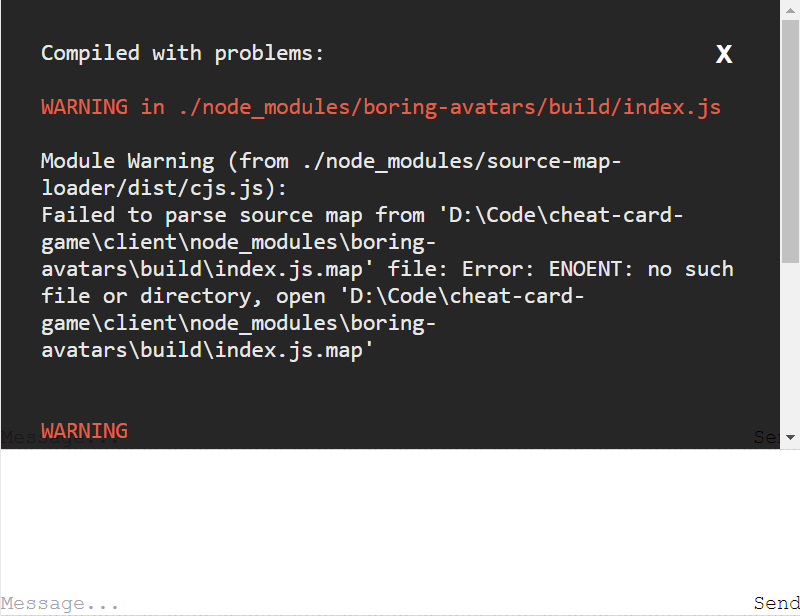 Compiled with problems:
X
WARNING in ./node_modules/boring-avatars/build/index.js
Module Warning (from ./node_modules/source-map-
loader/dist/cjs.js):
Failed to parse source map from 'D:\Code\cheat-card-
game\client\node_modules\boring-
avatars\build\index.js.map' file: Error: ENOENT: no such
file or directory, open 'D:\Code\cheat-card-
game\client\node_modules\boring-
avatars\build\index.js.map'
WARNING
Message...
Send